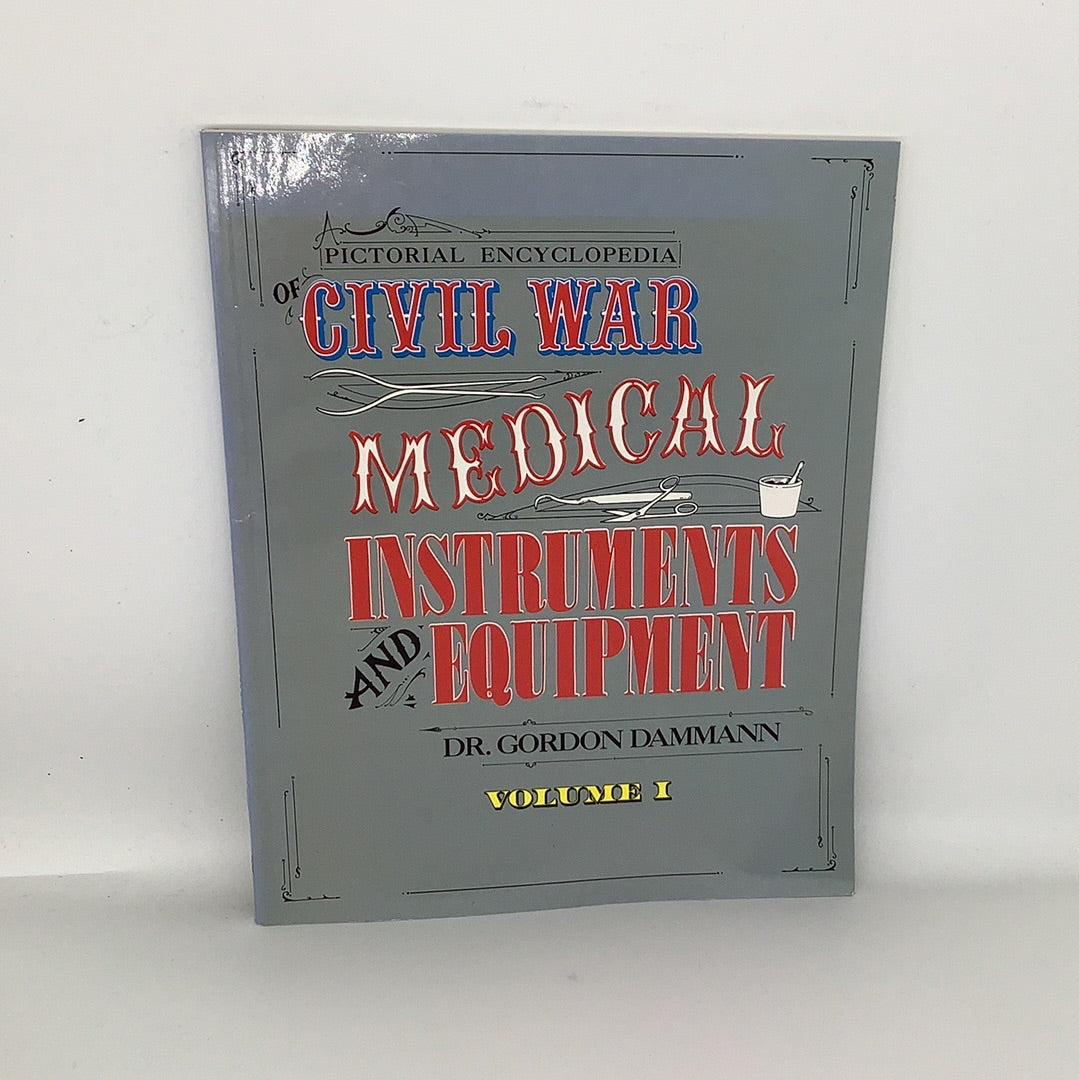 A
PICTORIAL ENCYCLOPEDIA
OF CIVIL WAR
MEDICAL
INSTRUMENTS
AND EQUIPMENT
DR. GORDON DAMMANN
VOLUME I